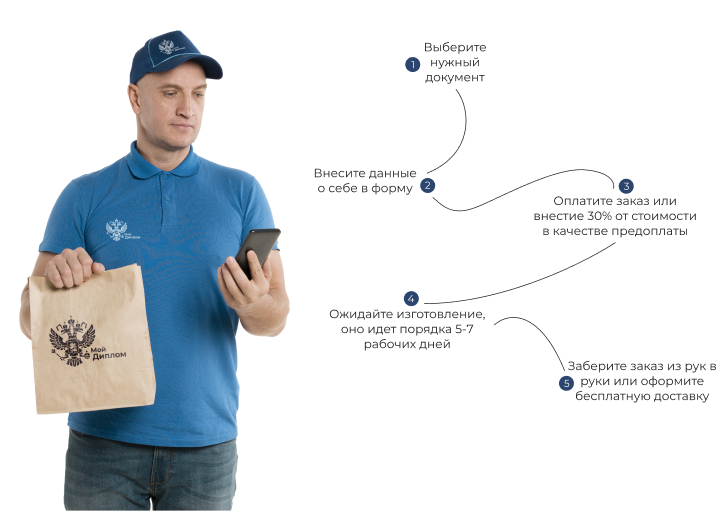 1
Выберите
нужный
документ
Внесите данные
о себе в форму
2
3
Оплатите заказ или
внестие 30% от стоимости
в качестве предоплаты
4
Ожидайте изготовление,
оно идет порядка 5-7
рабочих дней
Заберите заказ из рук в
5
руки или оформите
бесплатную доставку
Мой
Диплом
Мой
Диплом